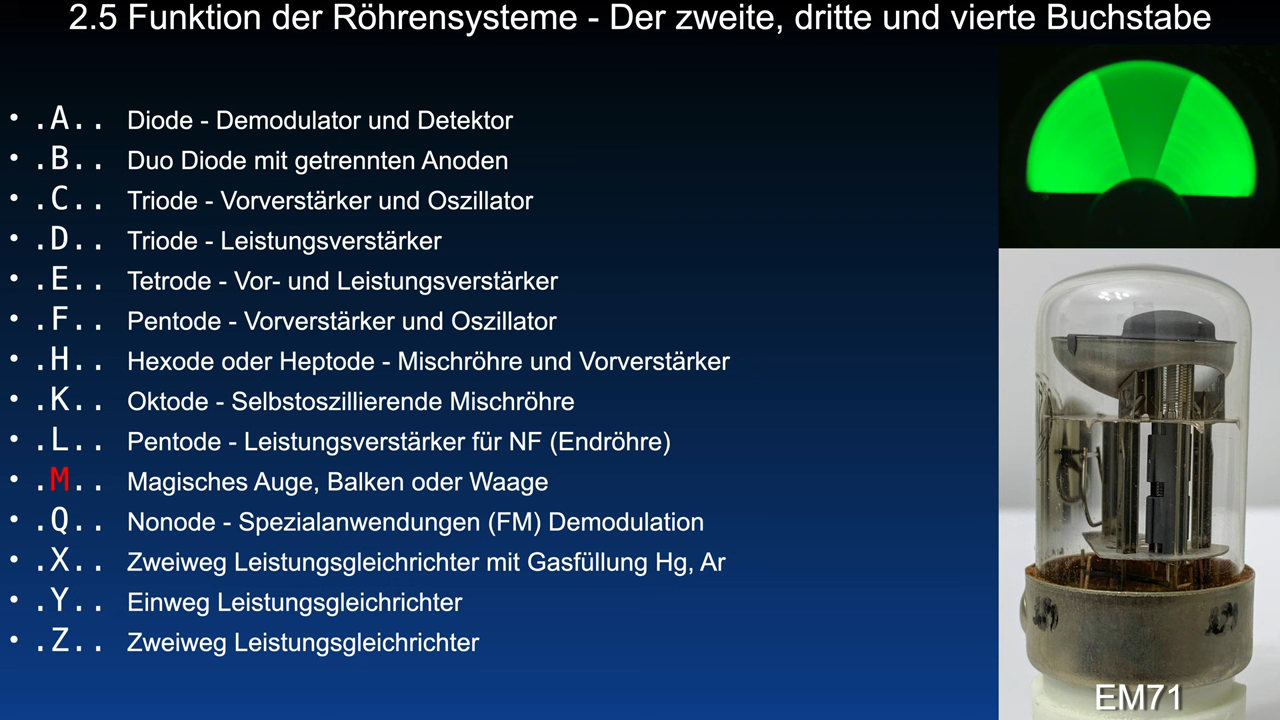 2.5 Funktion der Röhrensysteme - Der zweite, dritte und vierte Buchstabe
• .A.. Diode - Demodulator und Detektor
• .B.. Duo Diode mit getrennten Anoden
• .C.. Triode - Vorverstärker und Oszillator
• .D.. Triode - Leistungsverstärker
• .E.. Tetrode - Vor- und Leistungsverstärker
• .F.. Pentode - Vorverstärker und Oszillator
• .H.. Hexode oder Heptode - Mischröhre und Vorverstärker
• .K.. Oktode - Selbstoszillierende Mischröhre
• .L.. Pentode - Leistungsverstärker für NF (Endröhre)
• .M.. Magisches Auge, Balken oder Waage
• .Q.. Nonode - Spezialanwendungen (FM) Demodulation
• .X.. Zweiweg Leistungsgleichrichter mit Gasfüllung Hg, Ar
• .Y.. Einweg Leistungsgleichrichter
• .Z.. Zweiweg Leistungsgleichrichter
EM71